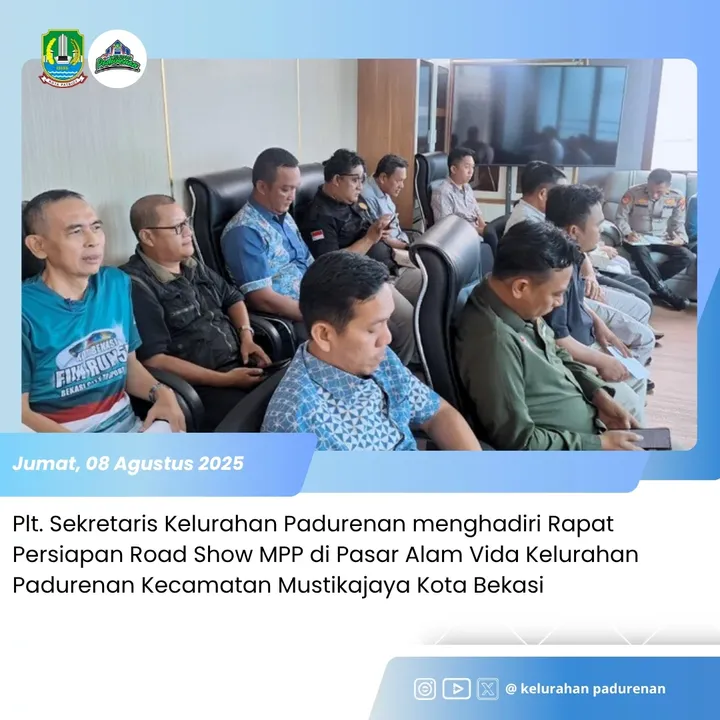 Jumat, 08 Agustus 2025
Plt. Sekretaris Kelurahan Padurenan menghadiri Rapat
Persiapan Road Show MPP di Pasar Alam Vida Kelurahan
Padurenan Kecamatan Mustikajaya Kota Bekasi
@ kelurahan padurenan